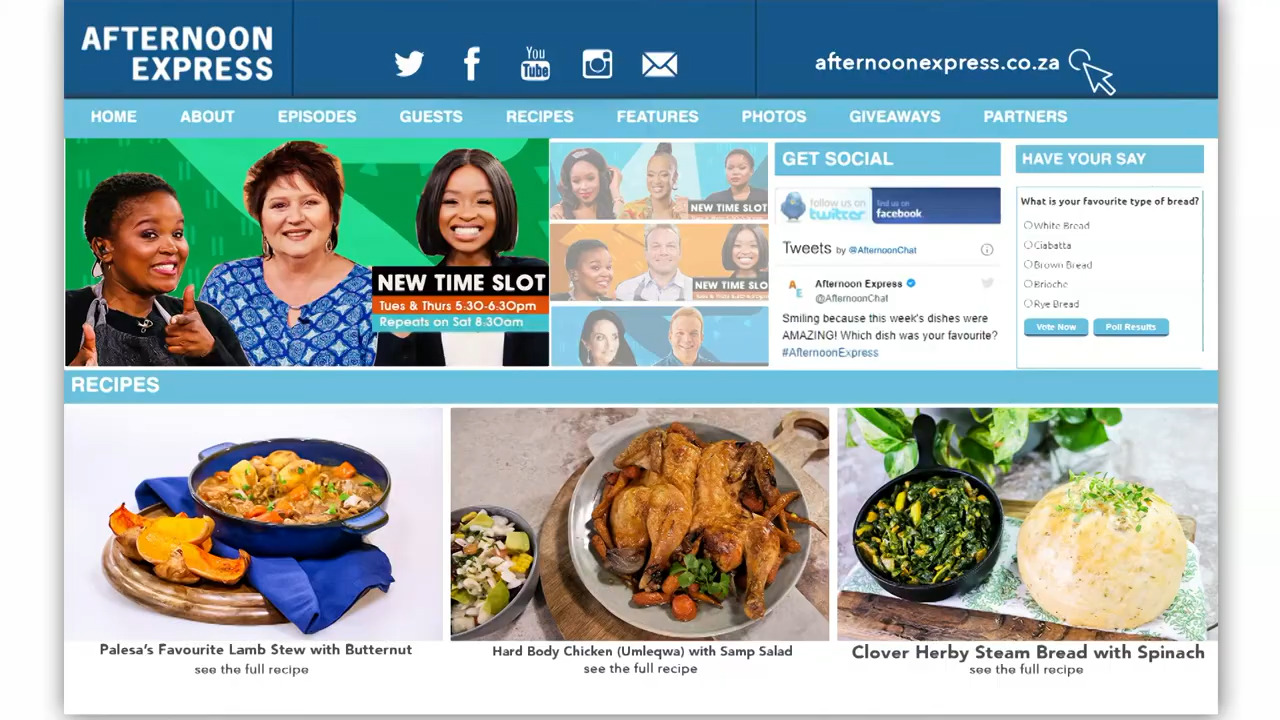 AFTERNOON
EXPRESS
You
Tube
afternoonexpress.co.za
HOME ABOUT EPISODES GUESTS RECIPES FEATURES PHOTOS GIVEAWAYS PARTNERS
NEW TIME SLOT
Tues & Thurs 5:30-6:30pm
Repeats on Sat 8:30am
NEW TIME SLOT
NEW TIME SLOT
GET SOCIAL
follow us on
twitter
find us on
facebook
Tweets by @AfternoonChat
AE
Afternoon Express
@AfternoonChat
Smiling because this week's dishes were
AMAZING! Which dish was your favourite?
#AfternoonExpress
HAVE YOUR SAY
What is your favourite type of bread?
White Bread
Ciabatta
Brown Bread
Brioche
Rye Bread
Vote Now Poll Results
RECIPES
Palesa's Favourite Lamb Stew with Butternut
see the full recipe
Hard Body Chicken (Umleqwa) with Samp Salad
see the full recipe
Clover Herby Steam Bread with Spinach
see the full recipe